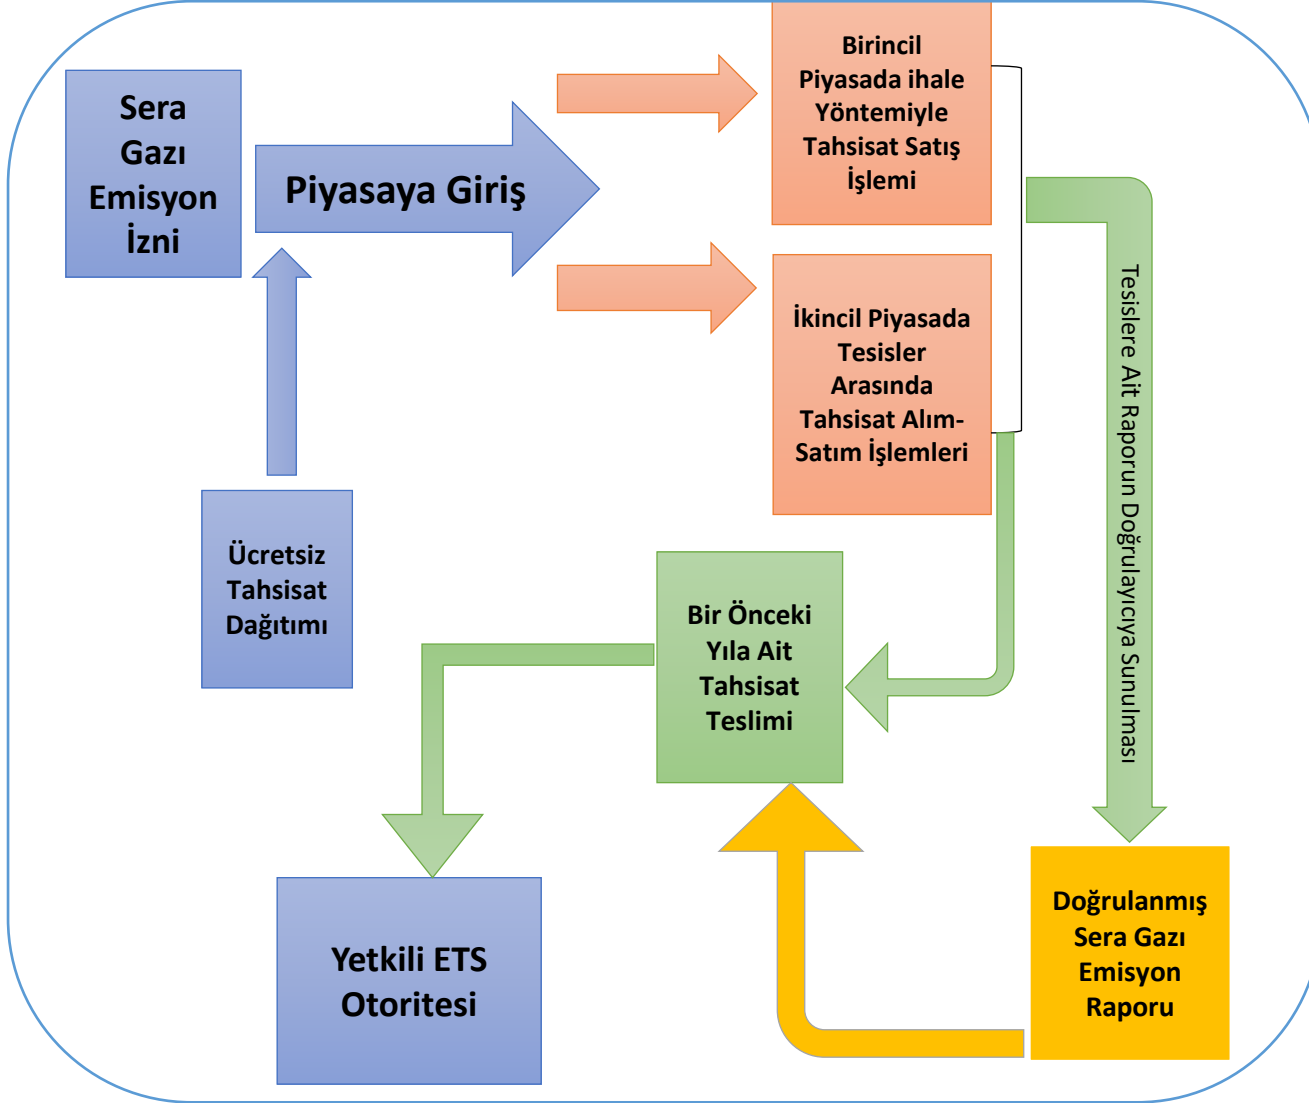 Sera
Gazı
Emisyon
İzni
Piyasaya Giriş
Birincil
Piyasada ihale
Yöntemiyle
Tahsisat Satış
İşlemi
İkincil Piyasada
Tesisler
Arasında
Tahsisat Alım-
Satım İşlemleri
Tesislere Ait Raporun Doğrulayıcıya Sunulması
Ücretsiz
Tahsisat
Dağıtımı
Bir Önceki
Yıla Ait
Tahsisat
Teslimi
Yetkili ETS
Otoritesi
Doğrulanmış
Sera Gazı
Emisyon
Raporu